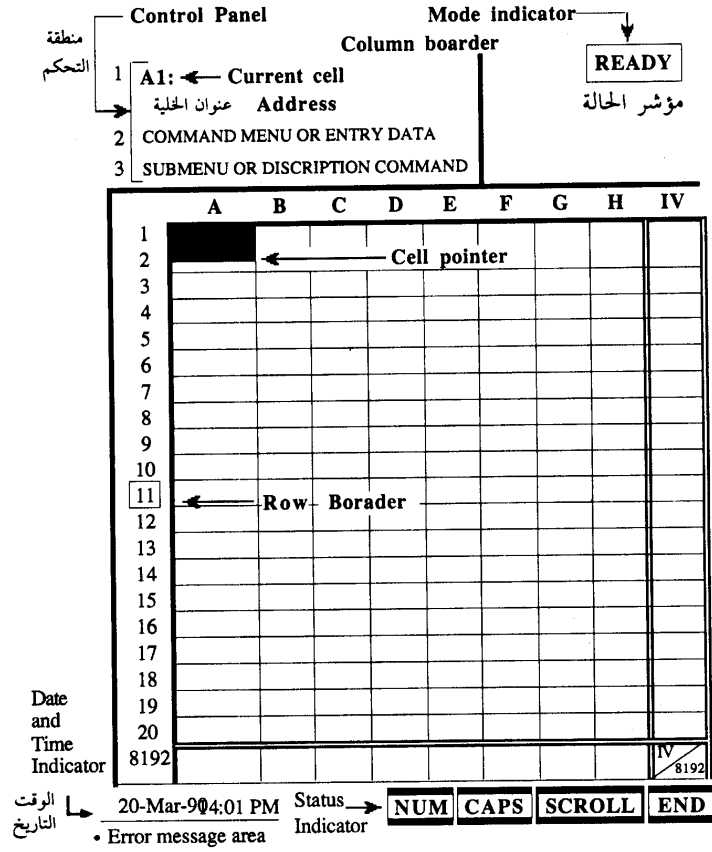 Control Panel
Mode indicator
منطقة
التحكم
Column boarder
READY
مؤشر الحالة
1 A1: Current cell
عنوان الخلية Address
2 COMMAND MENU OR ENTRY DATA
3 SUBMENU OR DISCRIPTION COMMAND
A B C D E F G H IV
1
2 Cell pointer
3
4
5
6
7
8
9
10
11 Row Borader
12
13
14
15
16
17
18
19
20
8192 IV 8192
Date
and
Time
Indicator
الوقت
التاريخ
20-Mar-90 04:01 PM
• Error message area
Status
Indicator
NUM CAPS SCROLL END